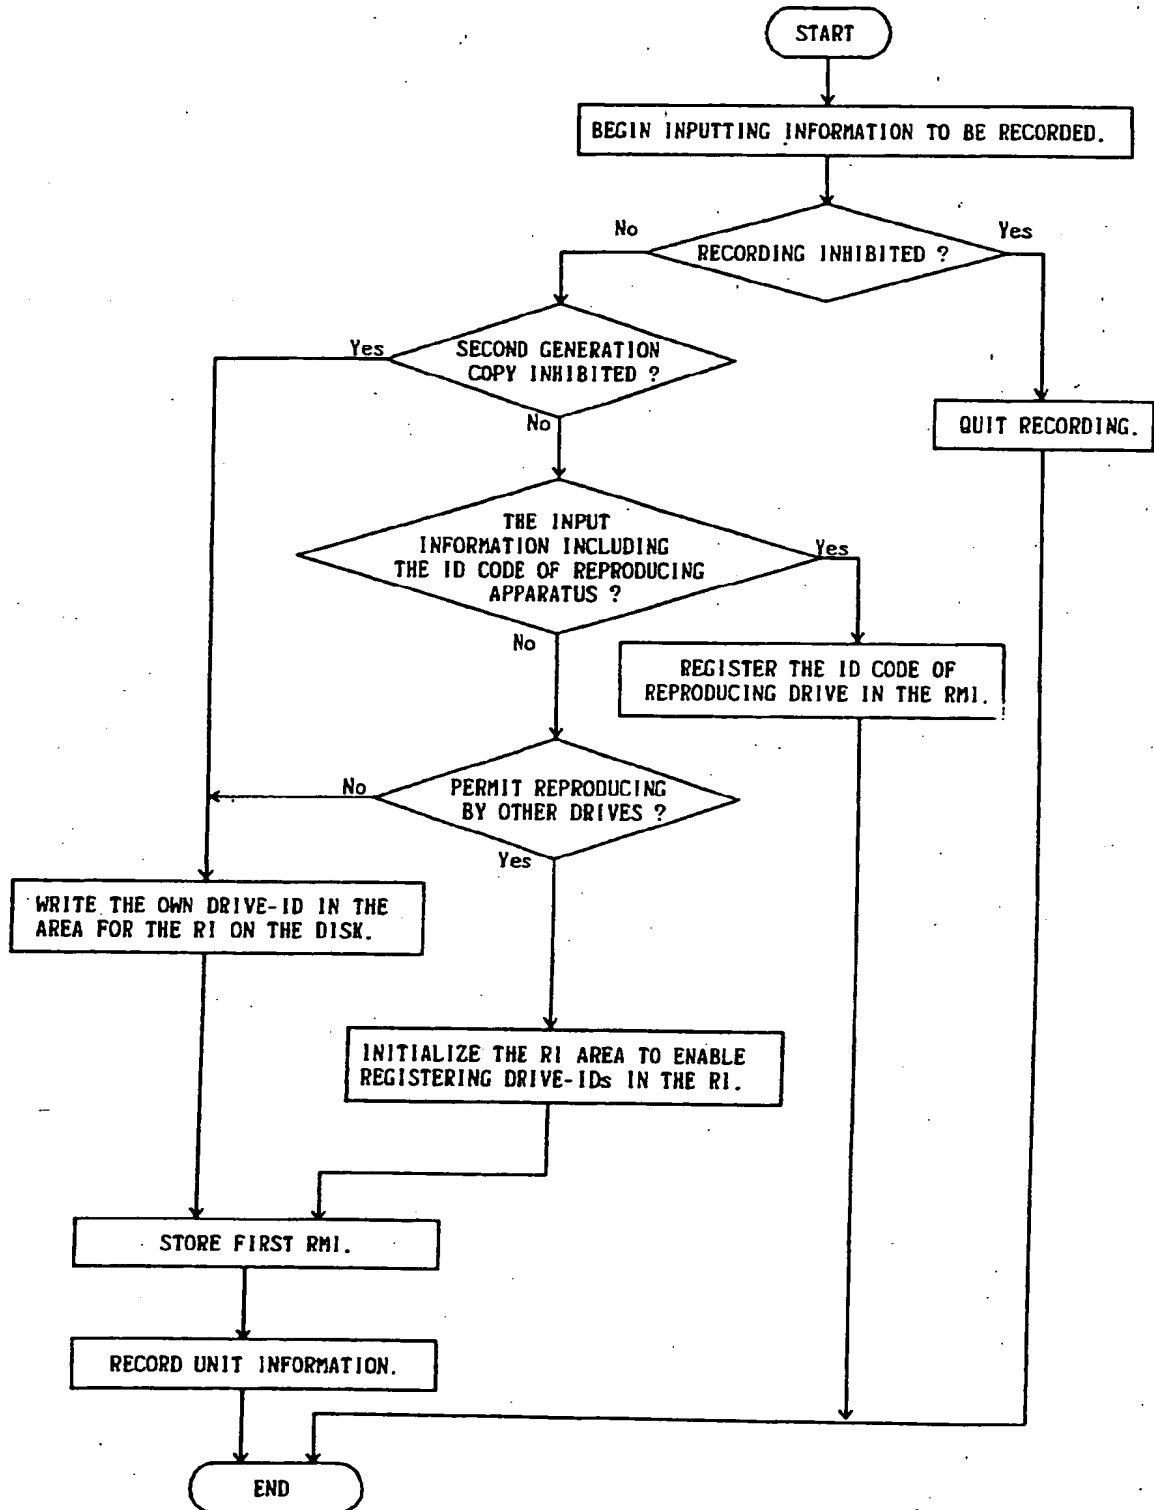 START
BEGIN INPUTTING INFORMATION TO BE RECORDED.
No
Yes
RECORDING INHIBITED ?
Yes
SECOND GENERATION
COPY INHIBITED ?
No
QUIT RECORDING.
THE INPUT
INFORMATION INCLUDING
THE ID CODE OF REPRODUCING
APPARATUS ?
Yes
No
REGISTER THE ID CODE OF
REPRODUCING DRIVE IN THE RMI.
No
PERMIT REPRODUCING
BY OTHER DRIVES ?
Yes
WRITE THE OWN DRIVE-ID IN THE
AREA FOR THE RI ON THE DISK.
INITIALIZE THE RI AREA TO ENABLE
REGISTERING DRIVE-IDs IN THE RI.
STORE FIRST RMI.
RECORD UNIT INFORMATION.
END